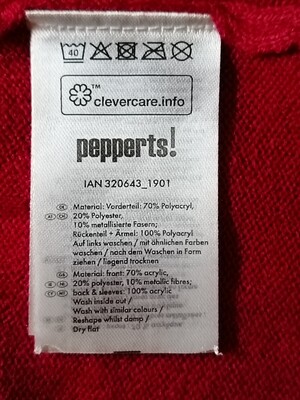 40
clevercare.info
pepperts!
IAN 320643_1901
Material: Vorderteil: 70% Polyacryl,
20% Polyester,
10% metallisierte Fasern;
Rückenteil + Ärmel: 100% Polyacryl
Auf links waschen / mit ähnlichen Farben
waschen / nach dem Waschen in Form
ziehen / liegend trocknen
Material: front: 70% acrylic,
20% polyester, 10% metallic fibres;
back & sleeves: 100% acrylic
Wash inside out /
Wash with similar colours /
Reshape whilst damp /
Dry flat